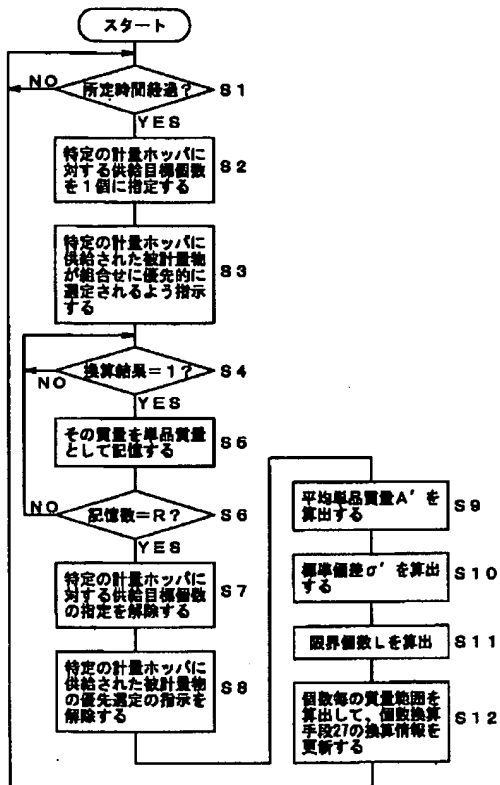 スタート
NO
所定時間経過?
S1
YES
特定の計量ホッパに
対する供給目標個数
を1個に指定する
S2
特定の計量ホッパに
供給された被計量物
が組合せに優先的に
選定されるよう指示
する
S3
換算結果=1?
S4
NO
YES
その質量を単品質量
として記憶する
S5
NO
記憶数=R?
S6
YES
特定の計量ホッパに
対する供給目標個数
の指定を解除する
S7
特定の計量ホッパに
供給された被計量物
の優先選定の指示を
解除する
S8
平均単品質量A'を
算出する
S9
標準偏差σ'を算出
する
S10
限界個数Lを算出
S11
個数毎の質量範囲を
算出して、個数換算
手段27の換算情報を
更新する
S12